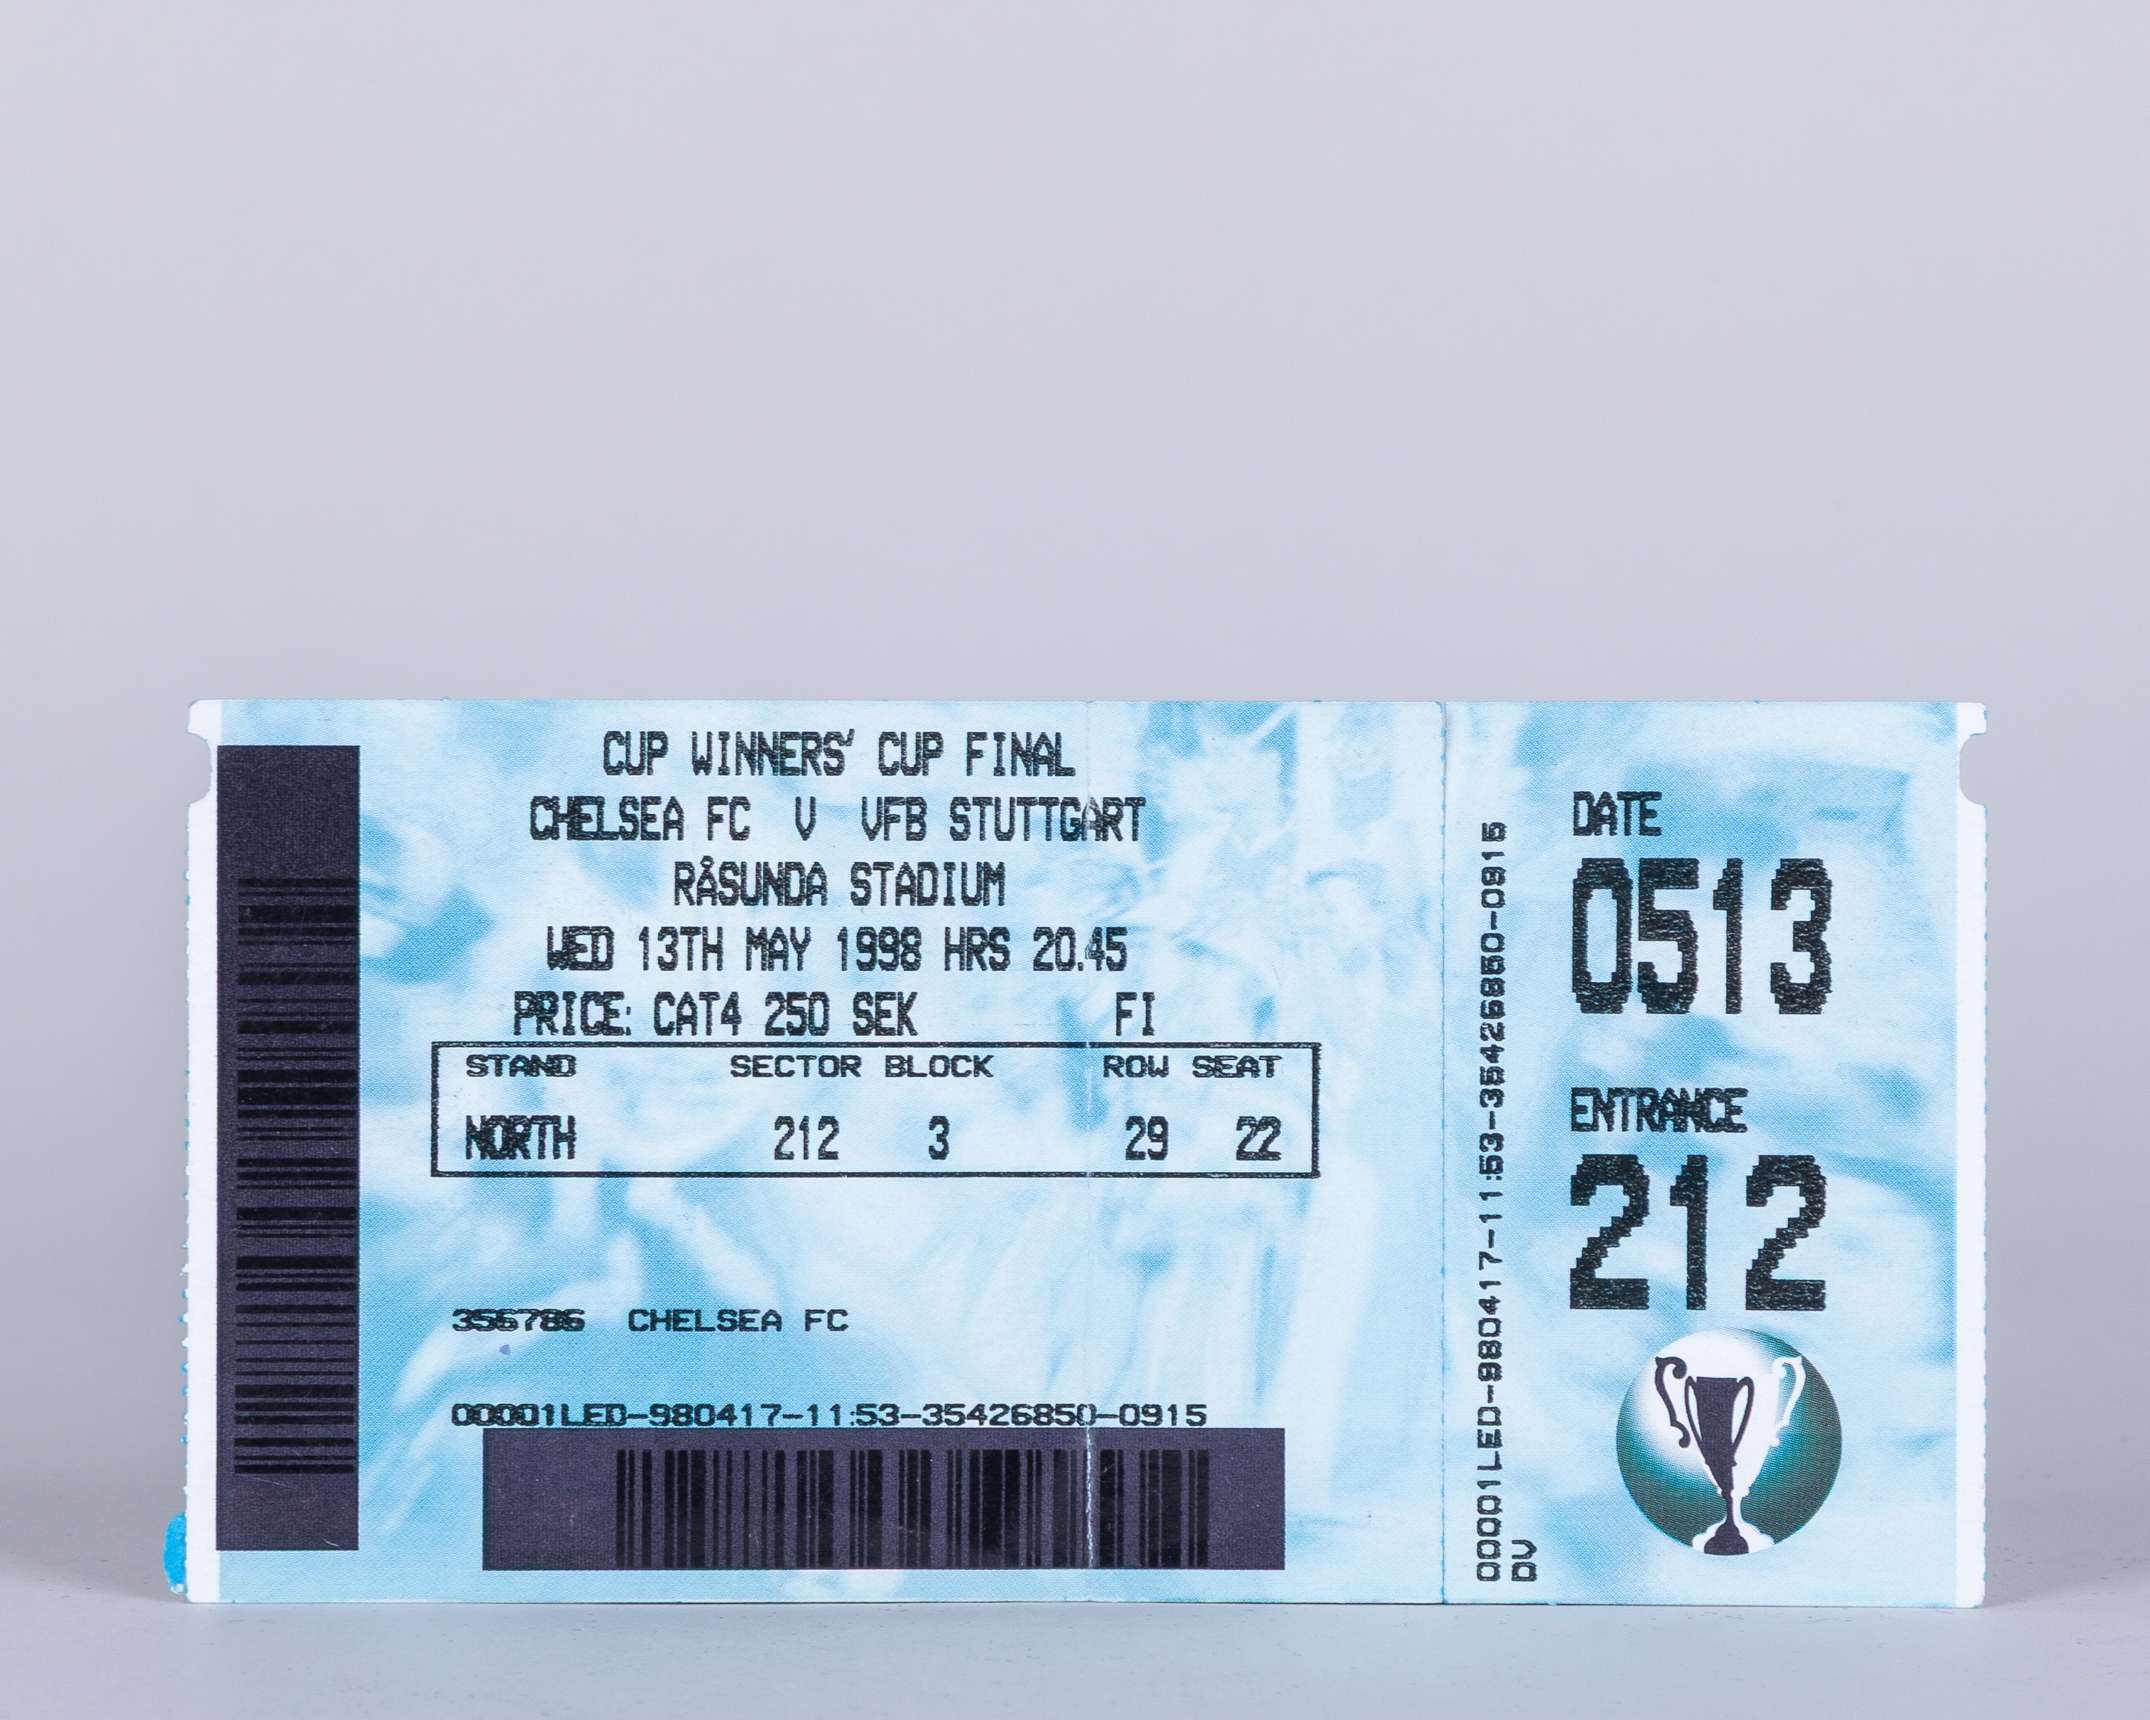 CUP WINNERS' CUP FINAL
CHELSEA FC V VFB STUTTGART
RÅSUNDA STADIUM
WED 13TH MAY 1998 HRS 20.45
PRICE: CAT4 250 SEK FI
STAND SECTOR BLOCK ROW SEAT
NORTH 212 3 29 22
356786 CHELSEA FC
00001LED-980417-11:53-35426850-0915
00001LED-980417-11:53-35426850-0915
DV
DATE
0513
ENTRANCE
212